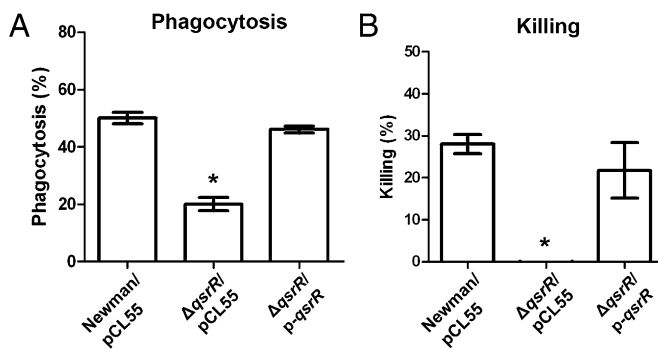 A
Phagocytosis
Phagocytosis (%)
80
60
40
20
0
*
Newman/
pCL55
ΔqsrR/
pCL55
ΔqsrR/
p-qsrR
B
Killing
Killing (%)
50
40
30
20
10
0
*
Newman/
pCL55
ΔqsrR/
pCL55
ΔqsrR/
p-qsrR